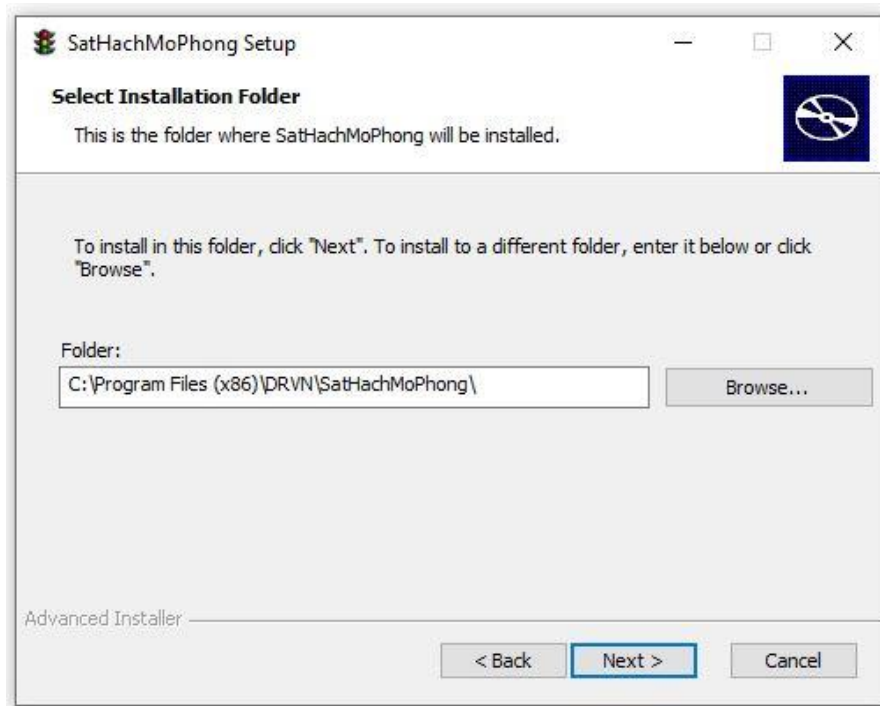 SatHachMoPhong Setup
Select Installation Folder
This is the folder where SatHachMoPhong will be installed.
To install in this folder, click "Next". To install to a different folder, enter it below or click
"Browse".
Folder:
C:\Program Files (x86)\DRVN\SatHachMoPhong\
Browse...
Advanced Installer
< Back
Next >
Cancel